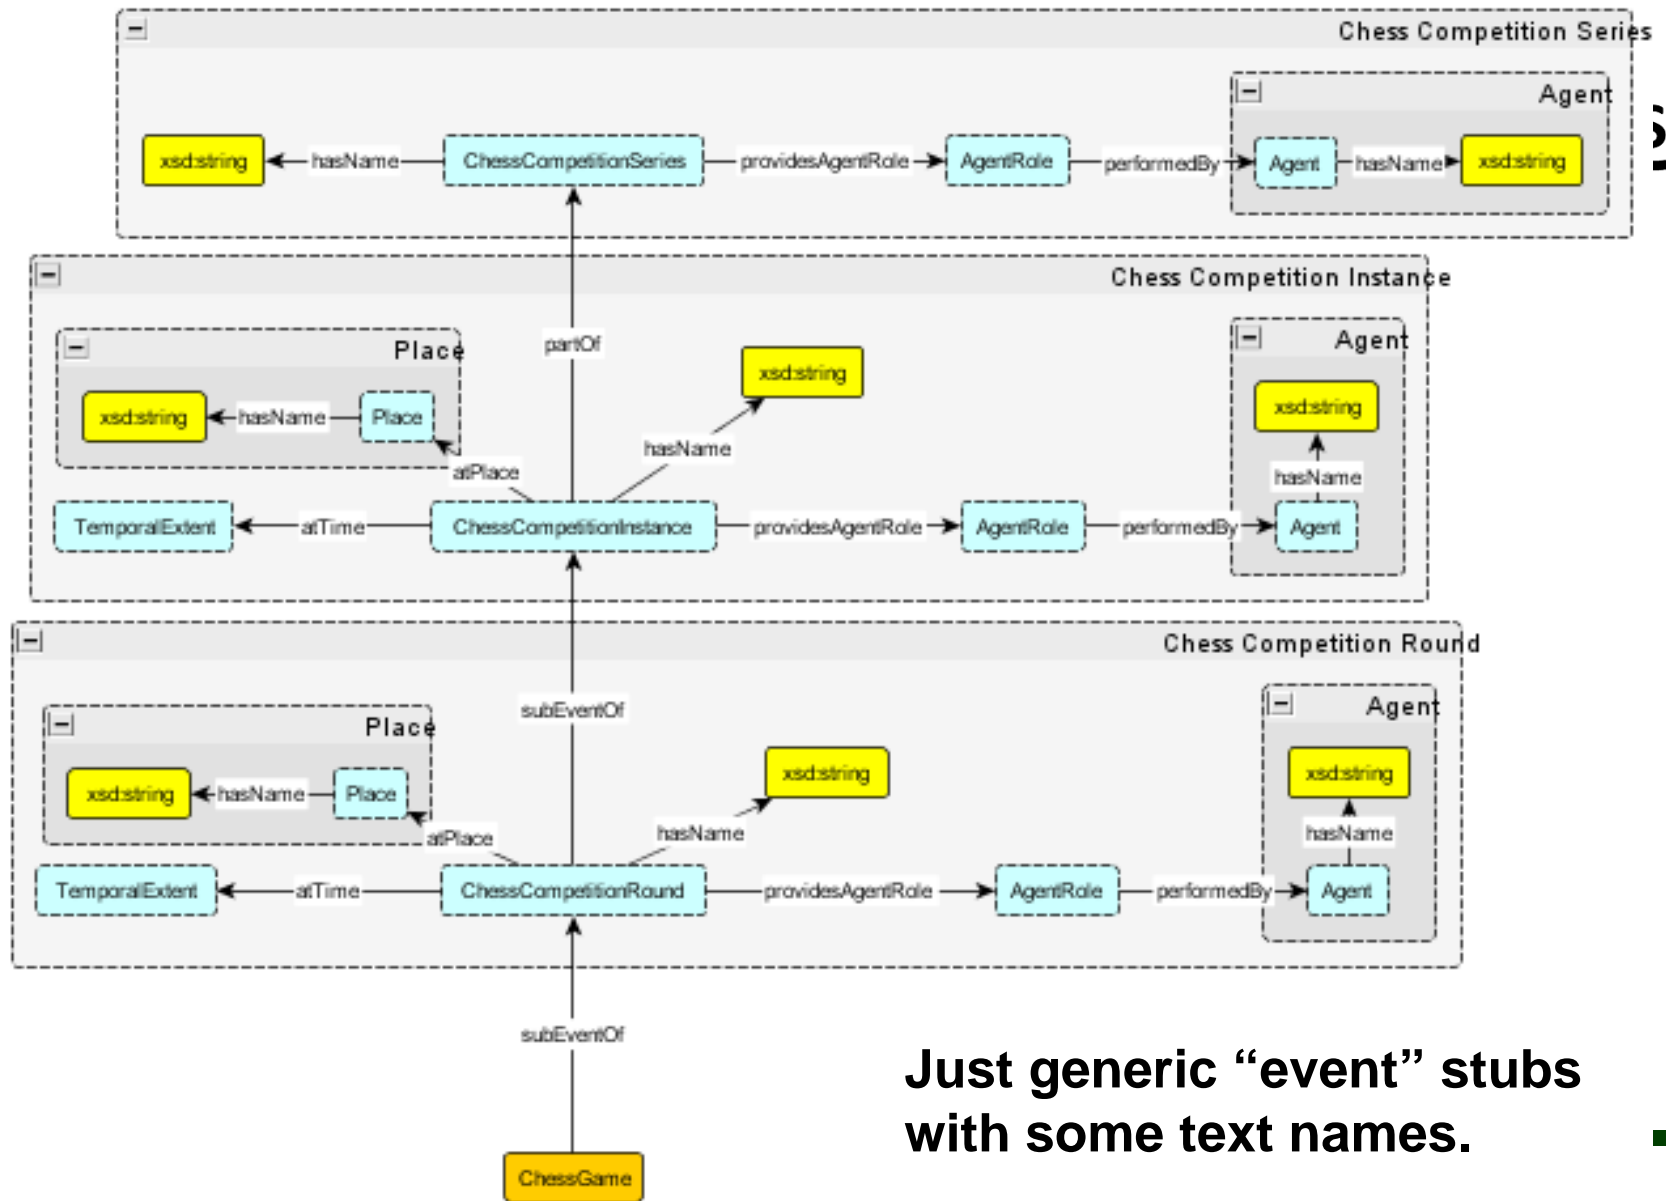 Chess Competition Series
Agent
s
xsd:string hasName ChessCompetitionSeries providesAgentRole AgentRole performedBy Agent hasName xsd:string
Chess Competition Instance
Place
partOf
Agent
xsd:string
xsd:string hasName Place
xsd:string
hasName
atPlace
hasName
TemporalExtent atTime ChessCompetitionInstance providesAgentRole AgentRole performedBy Agent
Chess Competition Round
Place
subEventOf
Agent
xsd:string hasName Place
xsd:string
xsd:string
atPlace
hasName
hasName
TemporalExtent atTime ChessCompetitionRound providesAgentRole AgentRole performedBy Agent
subEventOf
Just generic “event” stubs
with some text names.
ChessGame